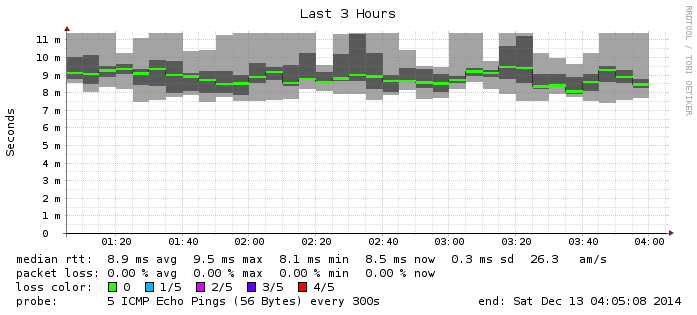 Last 3 Hours
RRDTOOL / TOBI OETIKER
Seconds
11 m
10 m
9 m
8 m
7 m
6 m
5 m
4 m
3 m
2 m
1 m
0
01:20 01:40 02:00 02:20 02:40 03:00 03:20 03:40 04:00
median rtt: 8.9 ms avg 9.5 ms max 8.1 ms min 8.5 ms now 0.3 ms sd 26.3 am/s
packet loss: 0.00 % avg 0.00 % max 0.00 % min 0.00 % now
loss color: 0 1/5 2/5 3/5 4/5
probe: 5 ICMP Echo Pings (56 Bytes) every 300s end: Sat Dec 13 04:05:08 2014